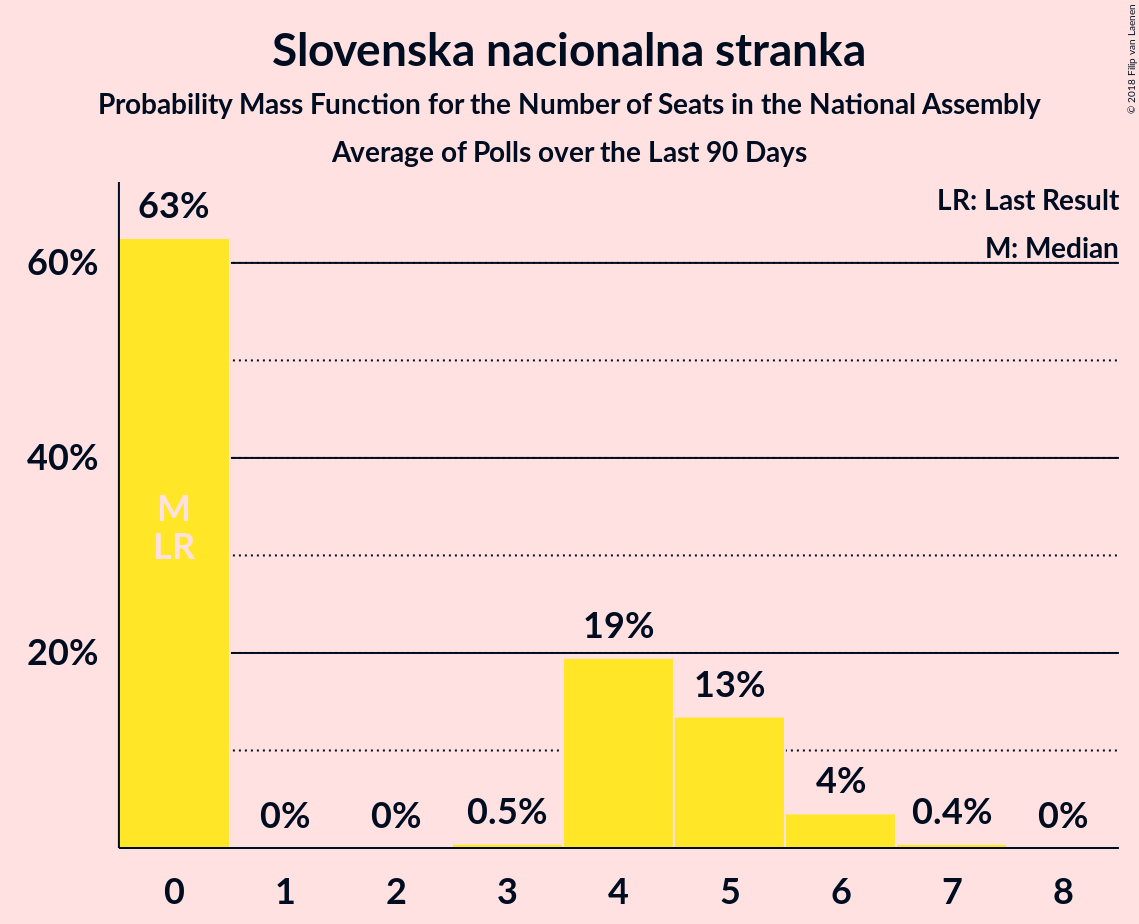 Slovenska nacionalna stranka
Probability Mass Function for the Number of Seats in the National Assembly
Average of Polls over the Last 90 Days
© 2018 Filip van Laenen
LR: Last Result
M: Median
63%
60%
40%
M
LR
19%
20%
13%
4%
0%
0%
0.5%
0.4%
0%
0 1 2 3 4 5 6 7 8